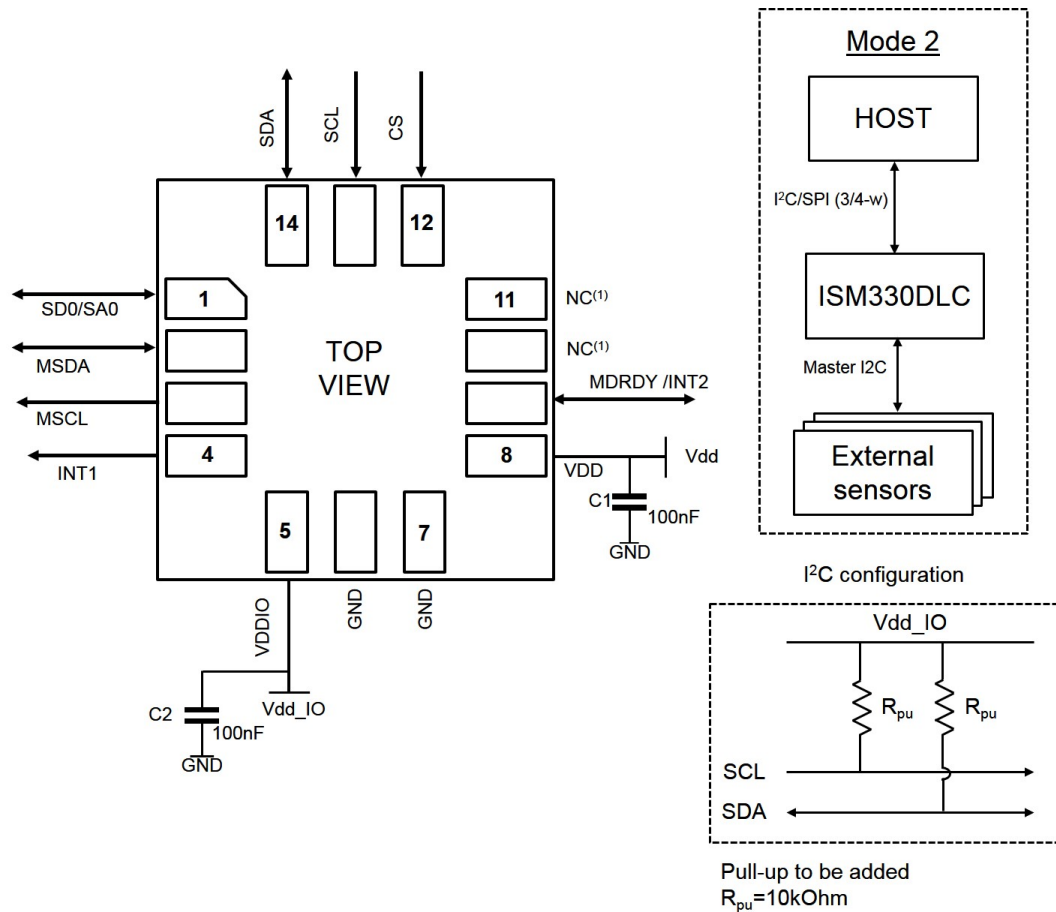 SDA
SCL
CS
14
12
1
11
NC(1)
SD0/SA0
NC(1)
MSDA
TOP
VIEW
MDRDY /INT2
MSCL
4
8
INT1
VDD
Vdd
C1
100nF
GND
5
7
VDDIO
GND
GND
C2
100nF
Vdd_IO
GND
Mode 2
HOST
I²C/SPI (3/4-w)
ISM330DLC
Master I2C
External
sensors
I²C configuration
Vdd_IO
Rpu
Rpu
SCL
SDA
Pull-up to be added
Rpu=10kOhm